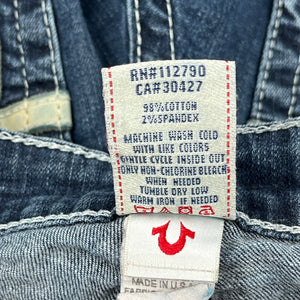 RN#112790
CA#30427
98%COTTON
2%SPANDEX
MACHINE WASH COLD
WITH LIKE COLORS
GENTLE CYCLE INSIDE OUT
ONLY NON-CHLORINE BLEACH
WHEN NEEDED
TUMBLE DRY LOW
WARM IRON IF NEEDED
MADE IN U.S.A